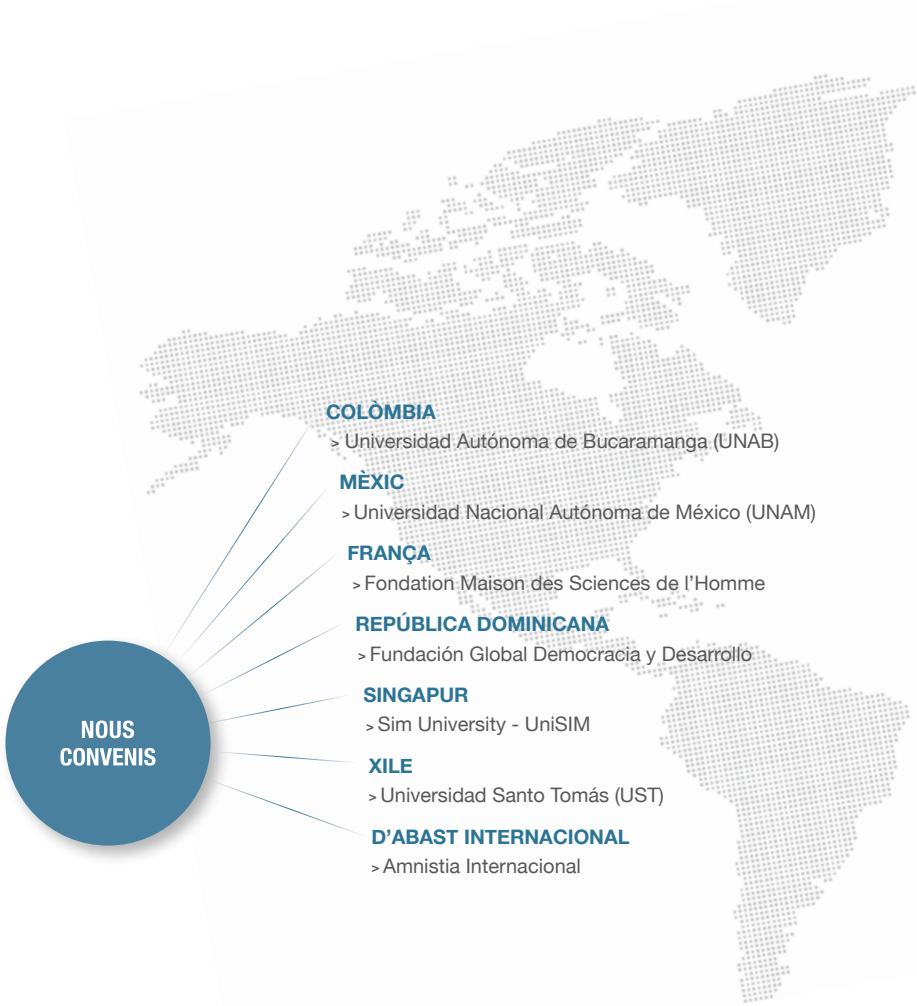 COLÒMBIA
> Universidad Autónoma de Bucaramanga (UNAB)
MÈXIC
> Universidad Nacional Autónoma de México (UNAM)
FRANÇA
> Fondation Maison des Sciences de l'Homme
REPÚBLICA DOMINICANA
> Fundación Global Democracia y Desarrollo
SINGAPUR
> Sim University - UniSIM
XILE
> Universidad Santo Tomás (UST)
D'ABAST INTERNACIONAL
> Amnistia Internacional
NOUS
CONVENIS